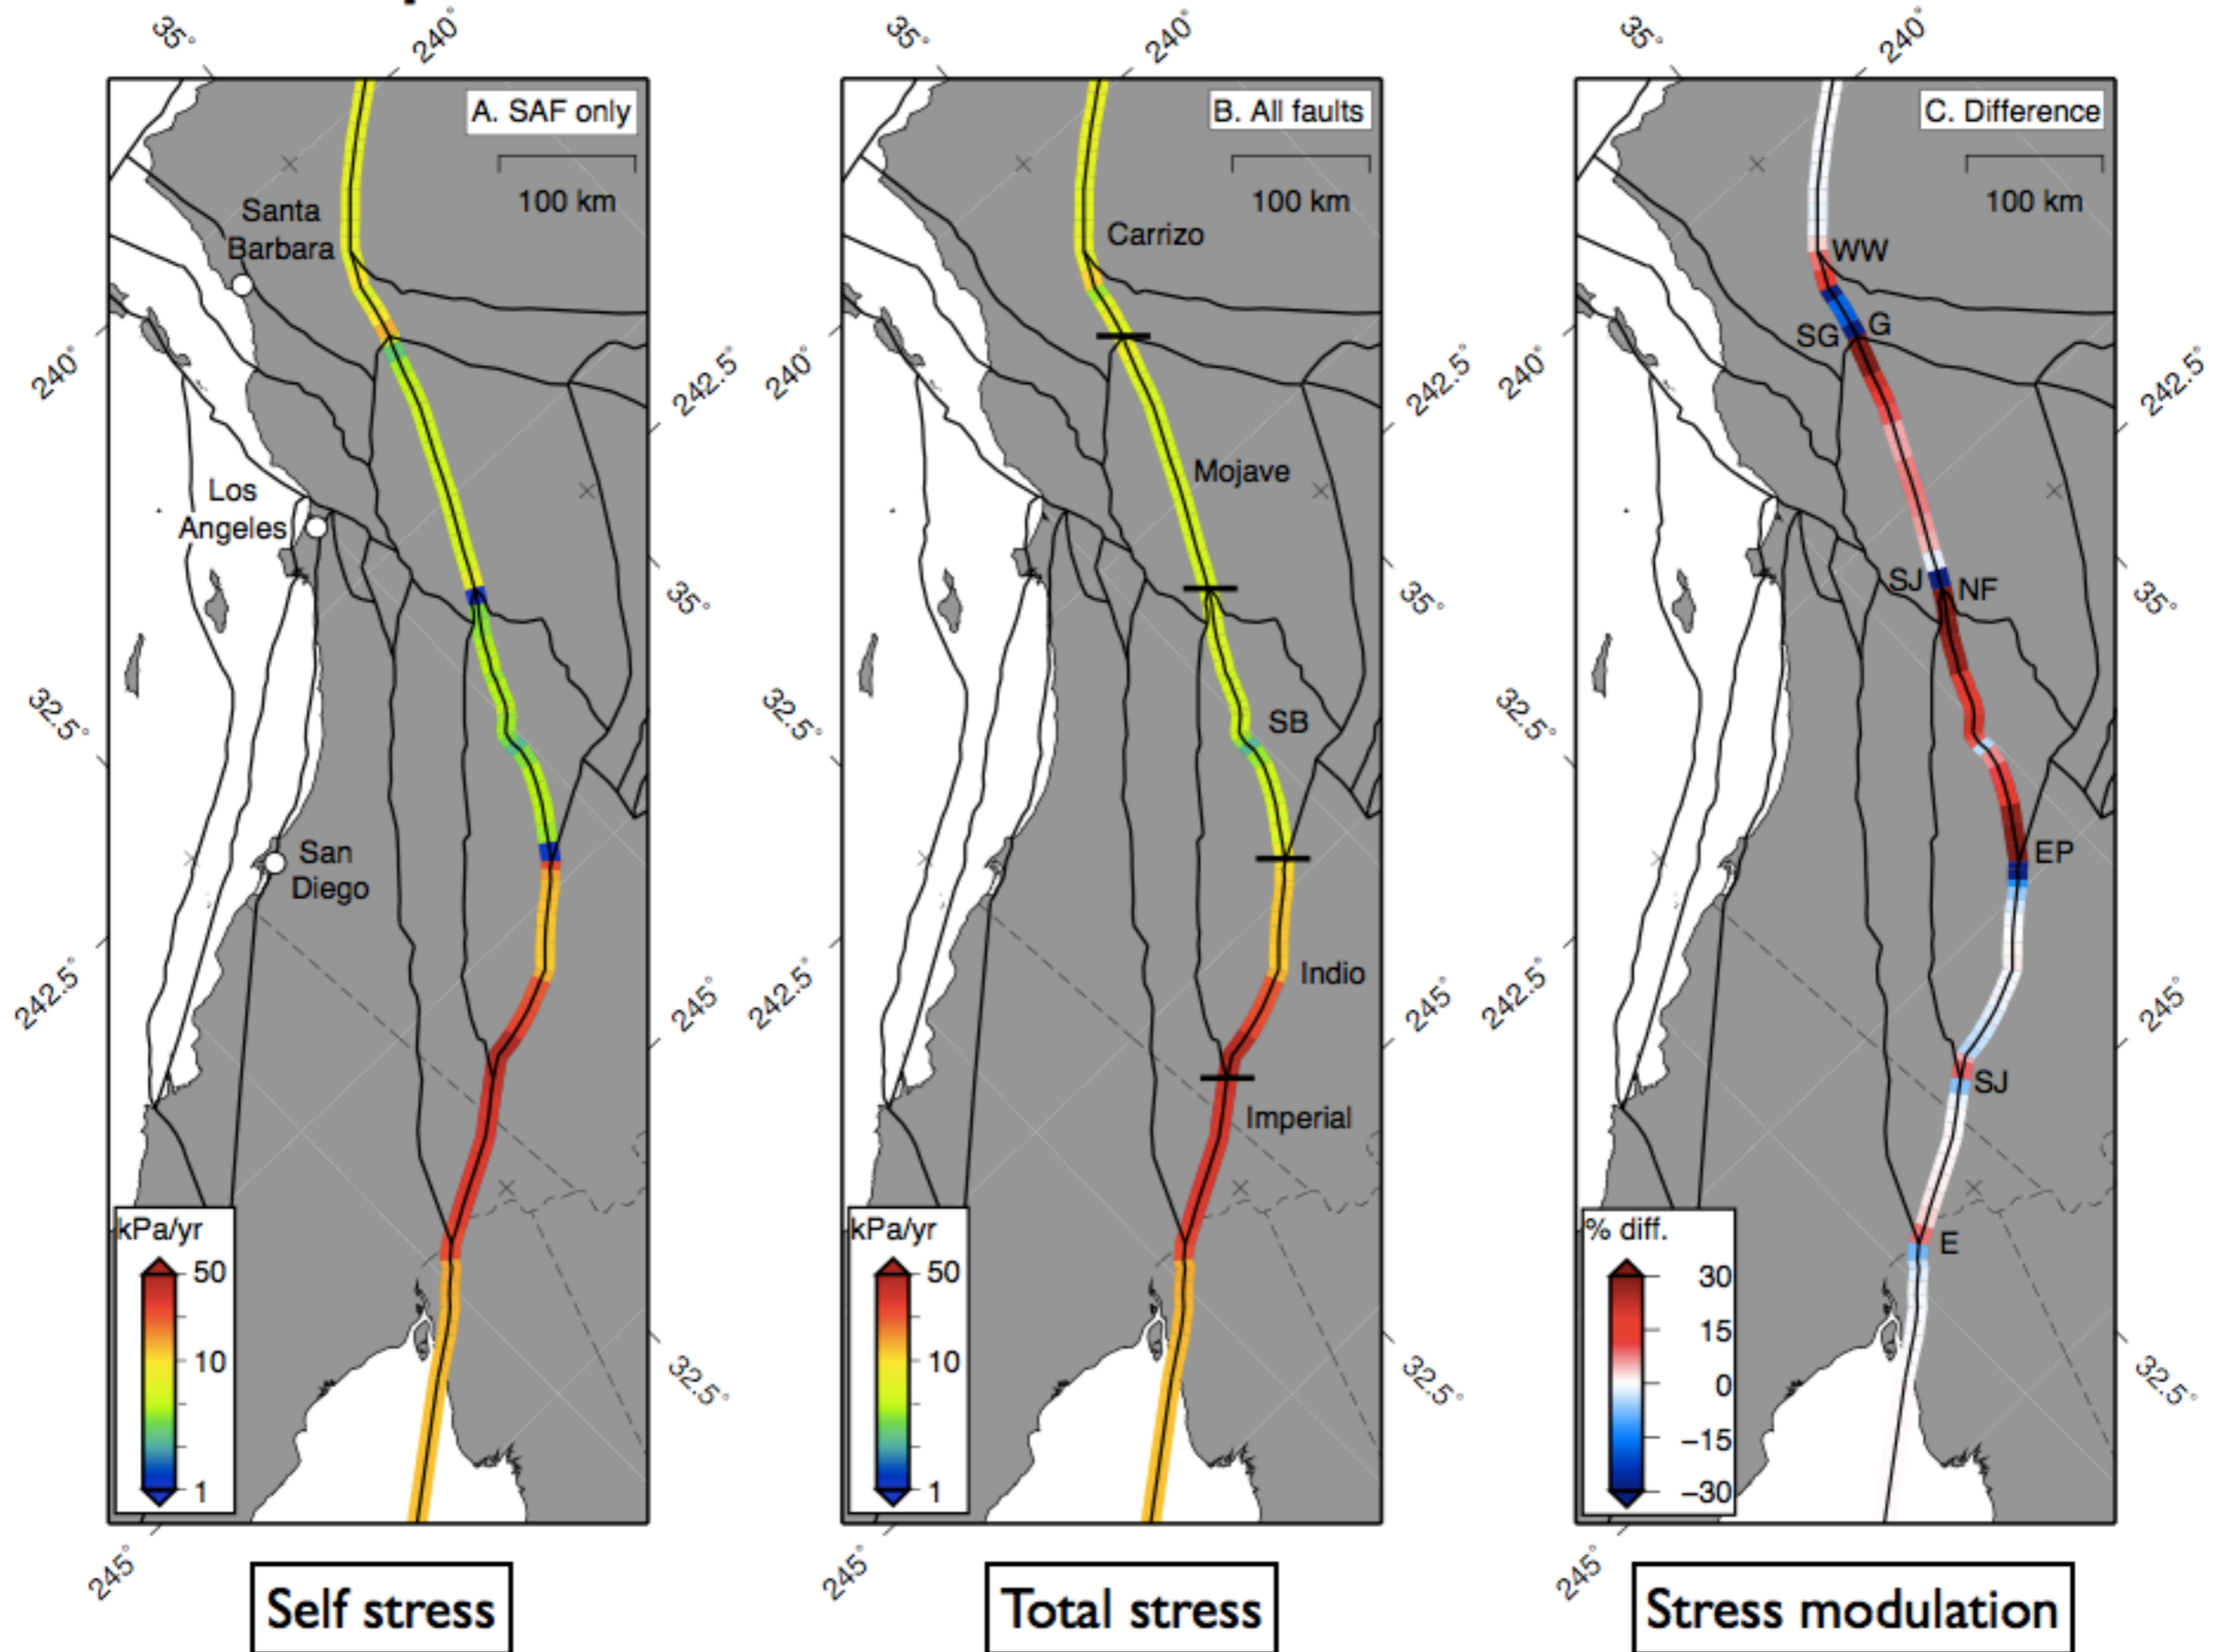 35°
240°
A. SAF only
100 km
Santa
Barbara
240°
242.5°
Los
Angeles
35°
32.5°
San
Diego
242.5°
245°
kPa/yr
50
10
1
32.5°
245°
Self stress
35°
240°
B. All faults
100 km
Carrizo
240°
242.5°
Mojave
35°
32.5°
SB
242.5°
Indio
245°
Imperial
kPa/yr
50
10
1
32.5°
245°
Total stress
35°
240°
C. Difference
100 km
WW
SG
G
240°
242.5°
SJ
NF
35°
32.5°
EP
242.5°
245°
SJ
E
% diff.
30
15
0
−15
−30
32.5°
245°
Stress modulation